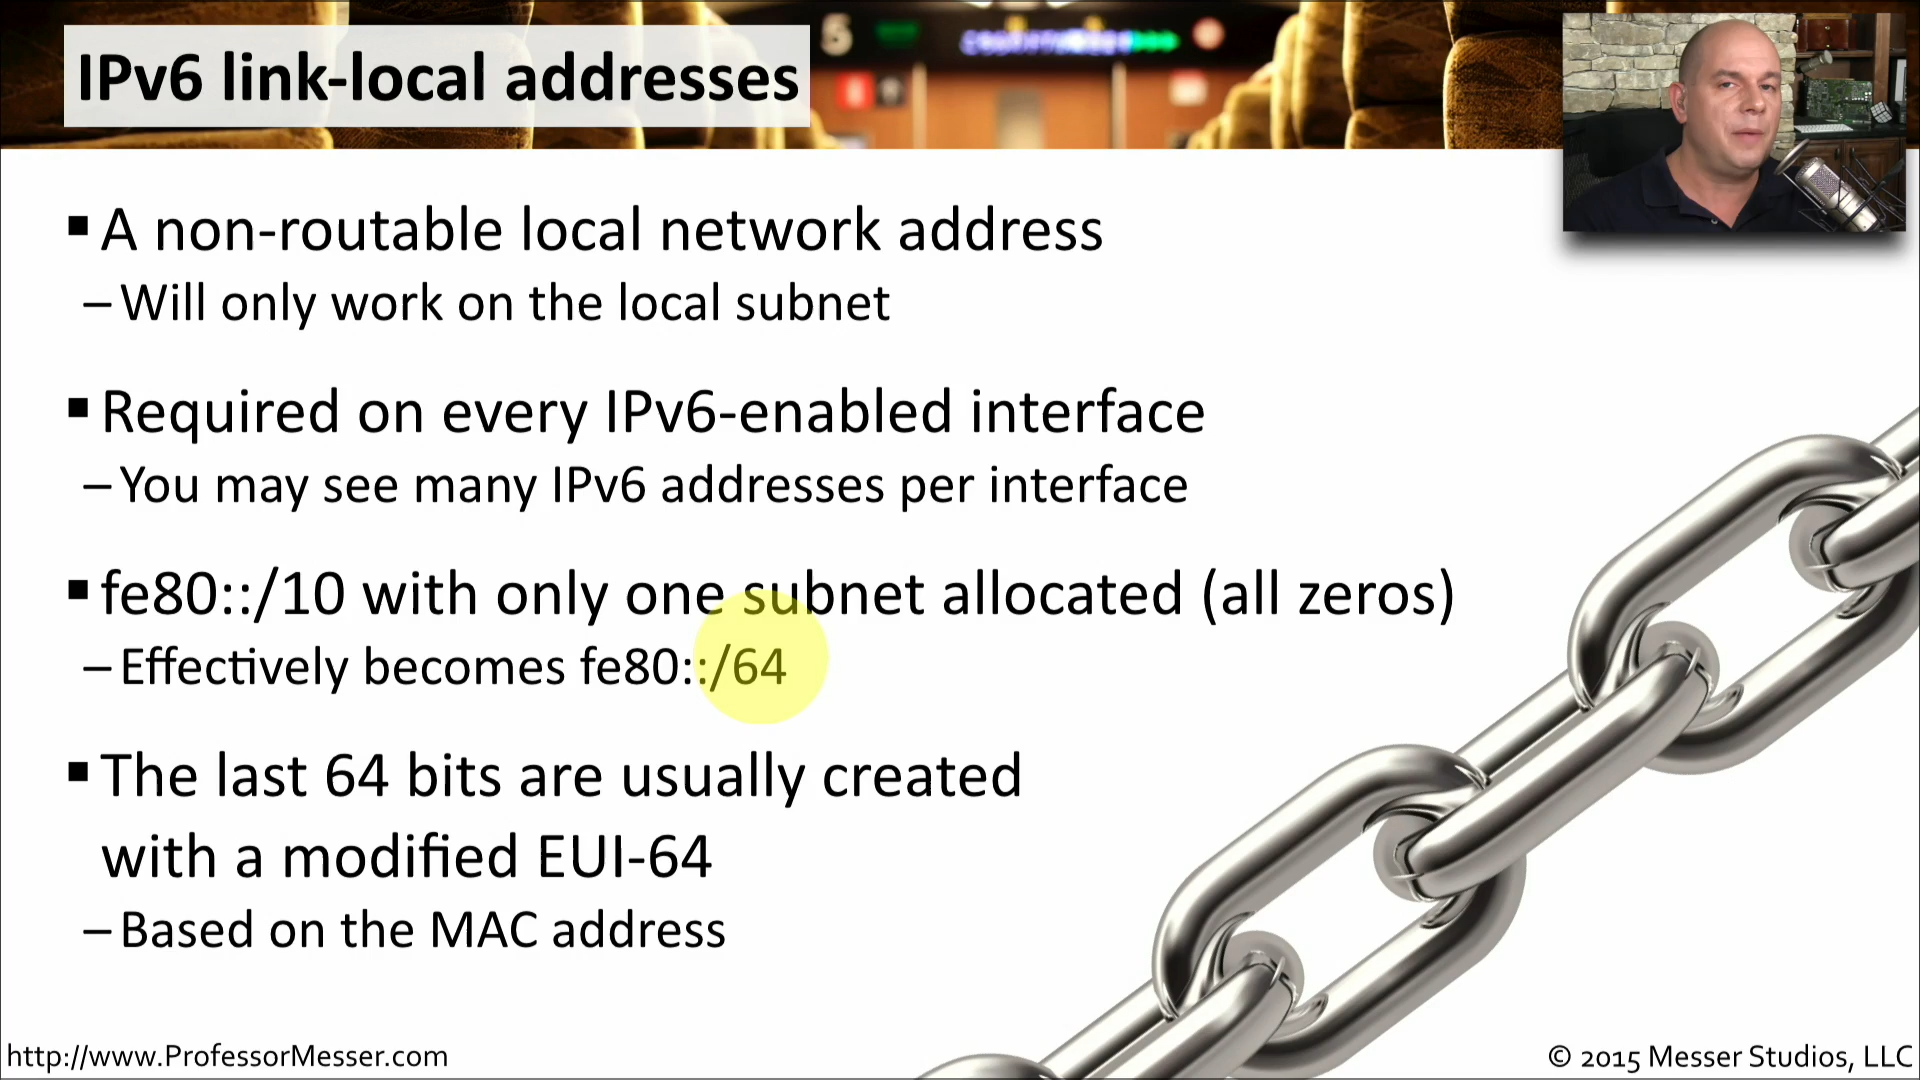 IPv6 link-local addresses
▪ A non-routable local network address
– Will only work on the local subnet
▪ Required on every IPv6-enabled interface
– You may see many IPv6 addresses per interface
▪ fe80::/10 with only one subnet allocated (all zeros)
– Effectively becomes fe80::/64
▪ The last 64 bits are usually created
with a modified EUI-64
– Based on the MAC address
http://www.ProfessorMesser.com
© 2015 Messer Studios, LLC